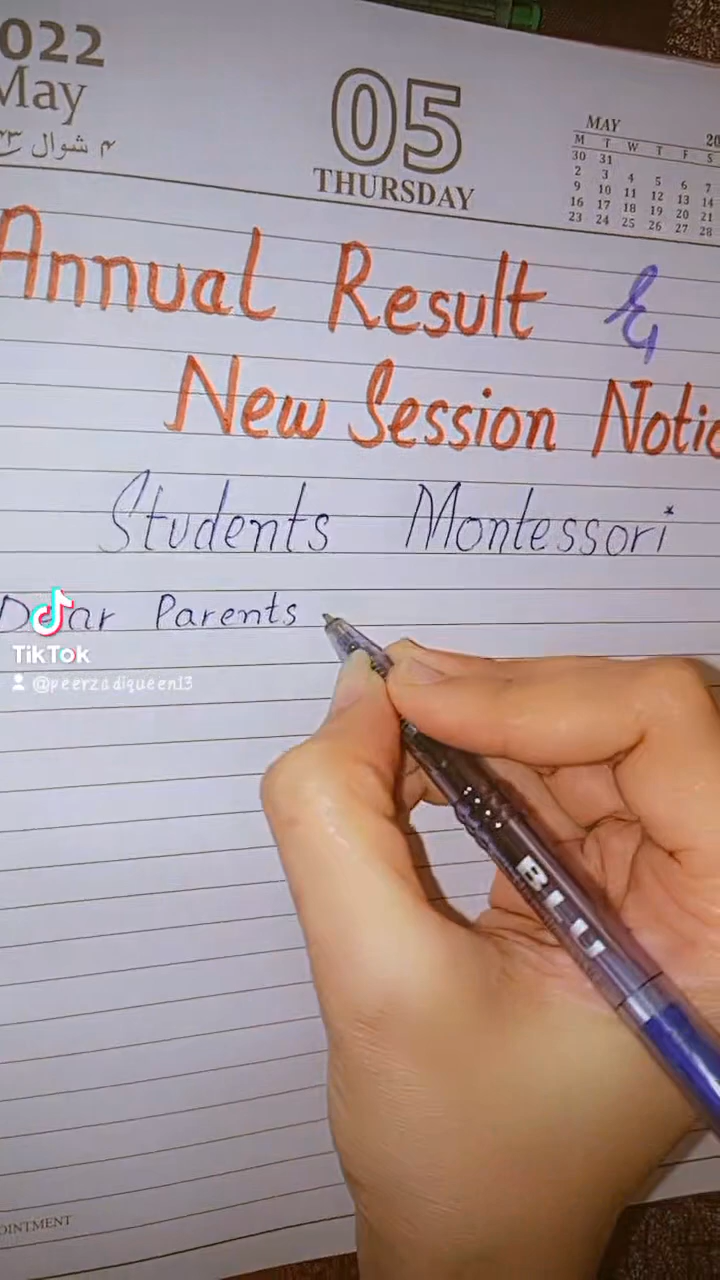 2022
May
شوال
05
THURSDAY
MAY
M T W T F S
30 31
2 3 4 5 6 7
9 10 11 12 13 14
16 17 18 19 20 21
23 24 25 26 27 28
Annual Result &
New Session Notic
Students Montessori
Dear Parents
TikTok
@peerzadiqueen13
BLU
OINTMENT